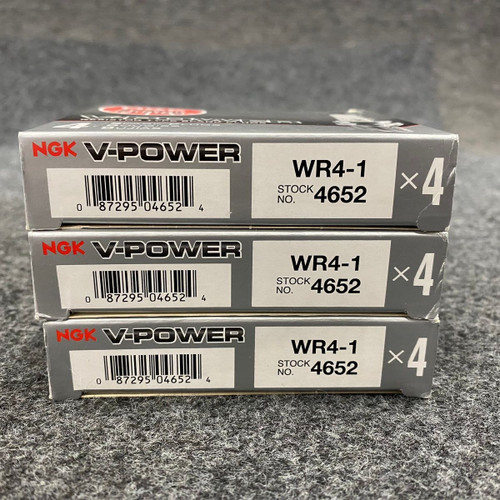 NGK V-POWER
WR4-1
STOCK NO. 4652
×4
0 87295 04652 4
NGK V-POWER
WR4-1
STOCK NO. 4652
×4
0 87295 04652 4
NGK V-POWER
WR4-1
STOCK NO. 4652
×4
0 87295 04652 4